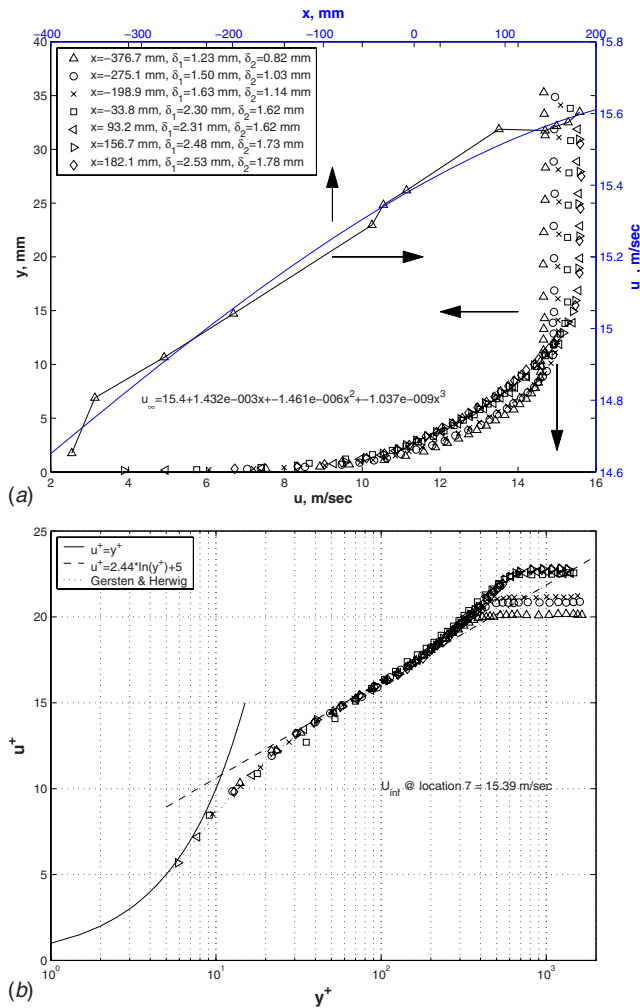 x, mm
−400 −300 −200 −100 0 100 200
40 35 30 25 20 15 10 5 0
y, mm
x=−376.7 mm, δ1=1.23 mm, δ2=0.82 mm
x=−275.1 mm, δ1=1.50 mm, δ2=1.03 mm
x=−198.9 mm, δ1=1.63 mm, δ2=1.14 mm
x=−33.8 mm, δ1=2.30 mm, δ2=1.62 mm
x= 93.2 mm, δ1=2.31 mm, δ2=1.62 mm
x=156.7 mm, δ1=2.48 mm, δ2=1.73 mm
x=182.1 mm, δ1=2.53 mm, δ2=1.78 mm
15.8 15.6 15.4 15.2 15 14.8 14.6
u , m/sec
u∞=15.4+1.432e−003x+−1.461e−006x²+−1.037e−009x³
2 4 6 8 10 12 14 16
u, m/sec
(a)
25 20 15 10 5 0
u⁺
u⁺=y⁺
u⁺=2.44*ln(y⁺)+5
Gersten & Herwig
U_inf @ location 7 = 15.39 m/sec
10⁰ 10¹ 10² 10³
y⁺
(b)